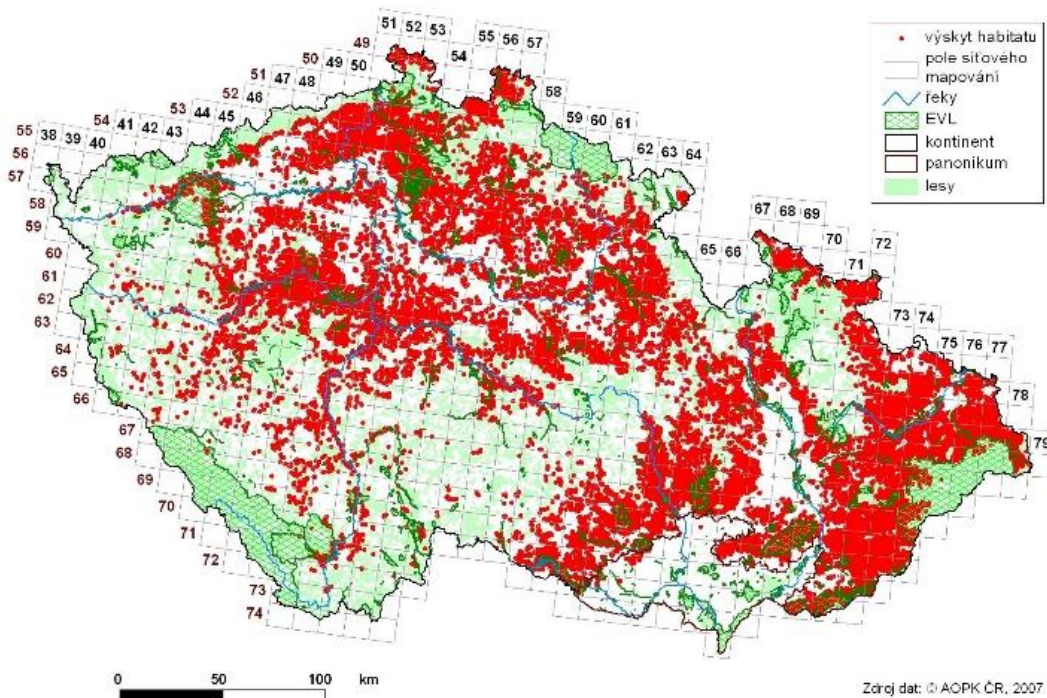 51 52 53
49
54
55 56 57
50
49 50
51
47 48
58
52
46
59 60 61
53
44 45
62 63 64
54
41 42 43
55
38 39 40
56
57
58
59
60
61
62
63
64
65
66
67
68
69
70
71
72
73
74
65 66
67 68 69
70
71
72
73 74
75 76 77
78
79
výskyt habitatu
pole síťového
mapování
řeky
EVL
kontinent
panonikum
lesy
0 50 100 km
Zdroj dat: © AOPK ČR, 2007